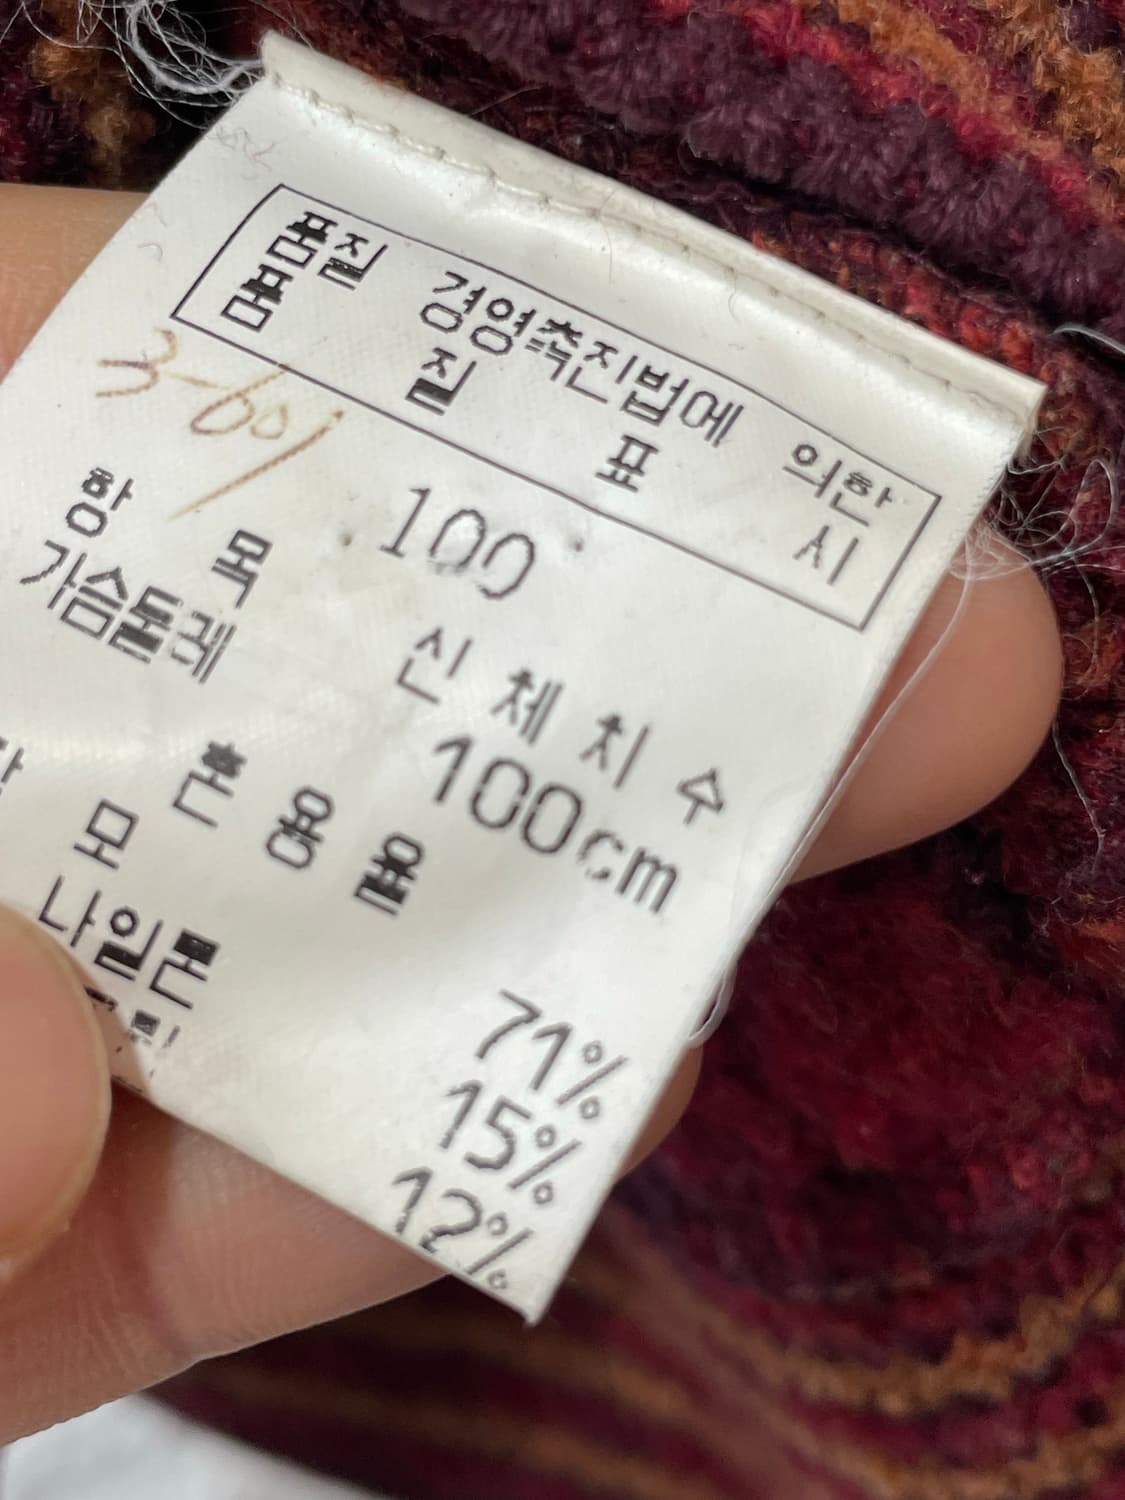 품질 경영촉진법에 의한
품 질 표 시
3-601
100
항 목 신 체 치 수
가슴둘레 100cm
혼 용 율
모 71%
나일론 15%
12%